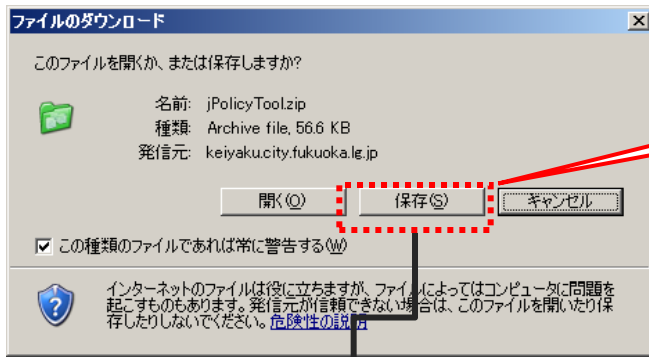 ファイルのダウンロード
このファイルを開くか、または保存しますか?
名前: jPolicyTool.zip
種類: Archive file, 56.6 KB
発信元: keiyaku.city.fukuoka.lg.jp
開く(O) 保存(S) キャンセル
この種類のファイルであれば常に警告する(W)
インターネットのファイルは役に立ちますが、ファイルによってはコンピュータに問題を
起こすものもあります。発信元が信頼できない場合は、このファイルを開いたり保
存したりしないでください。危険性の説明